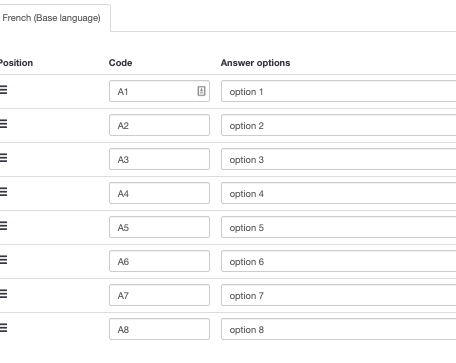 French (Base language)
Position Code Answer options
A1 option 1
A2 option 2
A3 option 3
A4 option 4
A5 option 5
A6 option 6
A7 option 7
A8 option 8